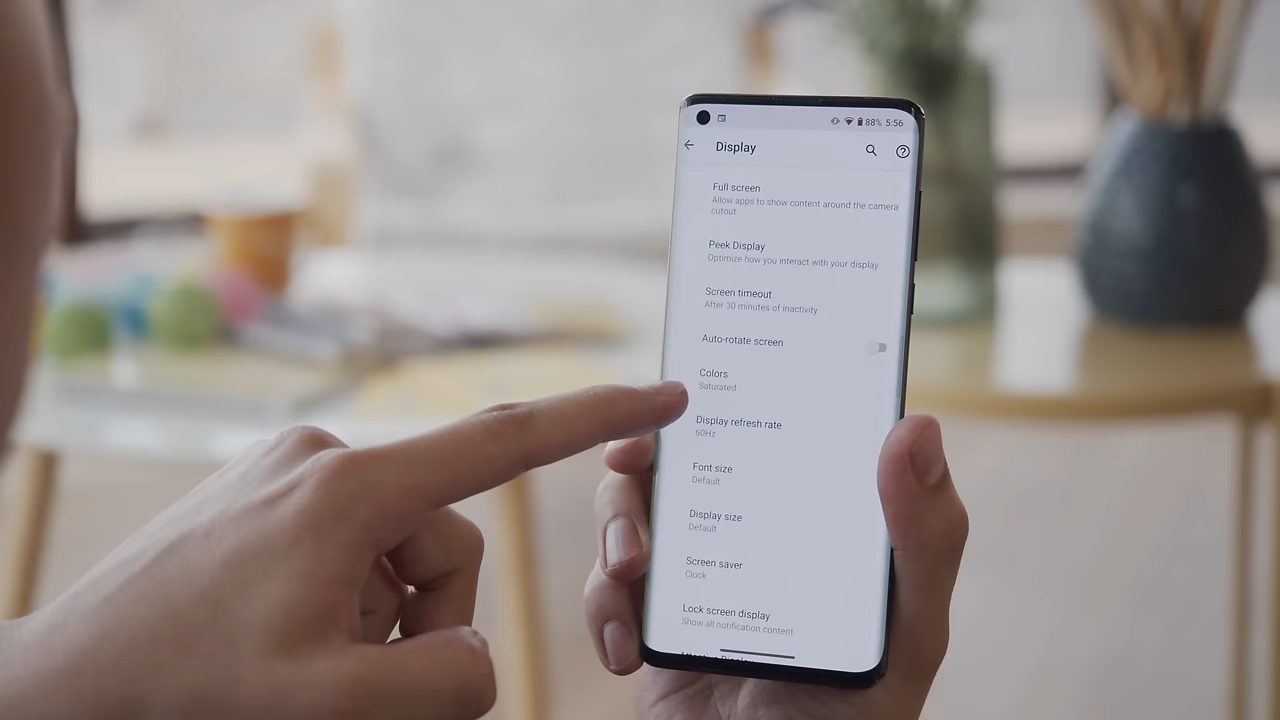 88% 5:56
Display
Full screen
Allow apps to show content around the camera
cutout
Peek Display
Optimize how you interact with your display
Screen timeout
After 30 minutes of inactivity
Auto-rotate screen
Colors
Saturated
Display refresh rate
60Hz
Font size
Default
Display size
Default
Screen saver
Clock
Lock screen display
Show all notification content